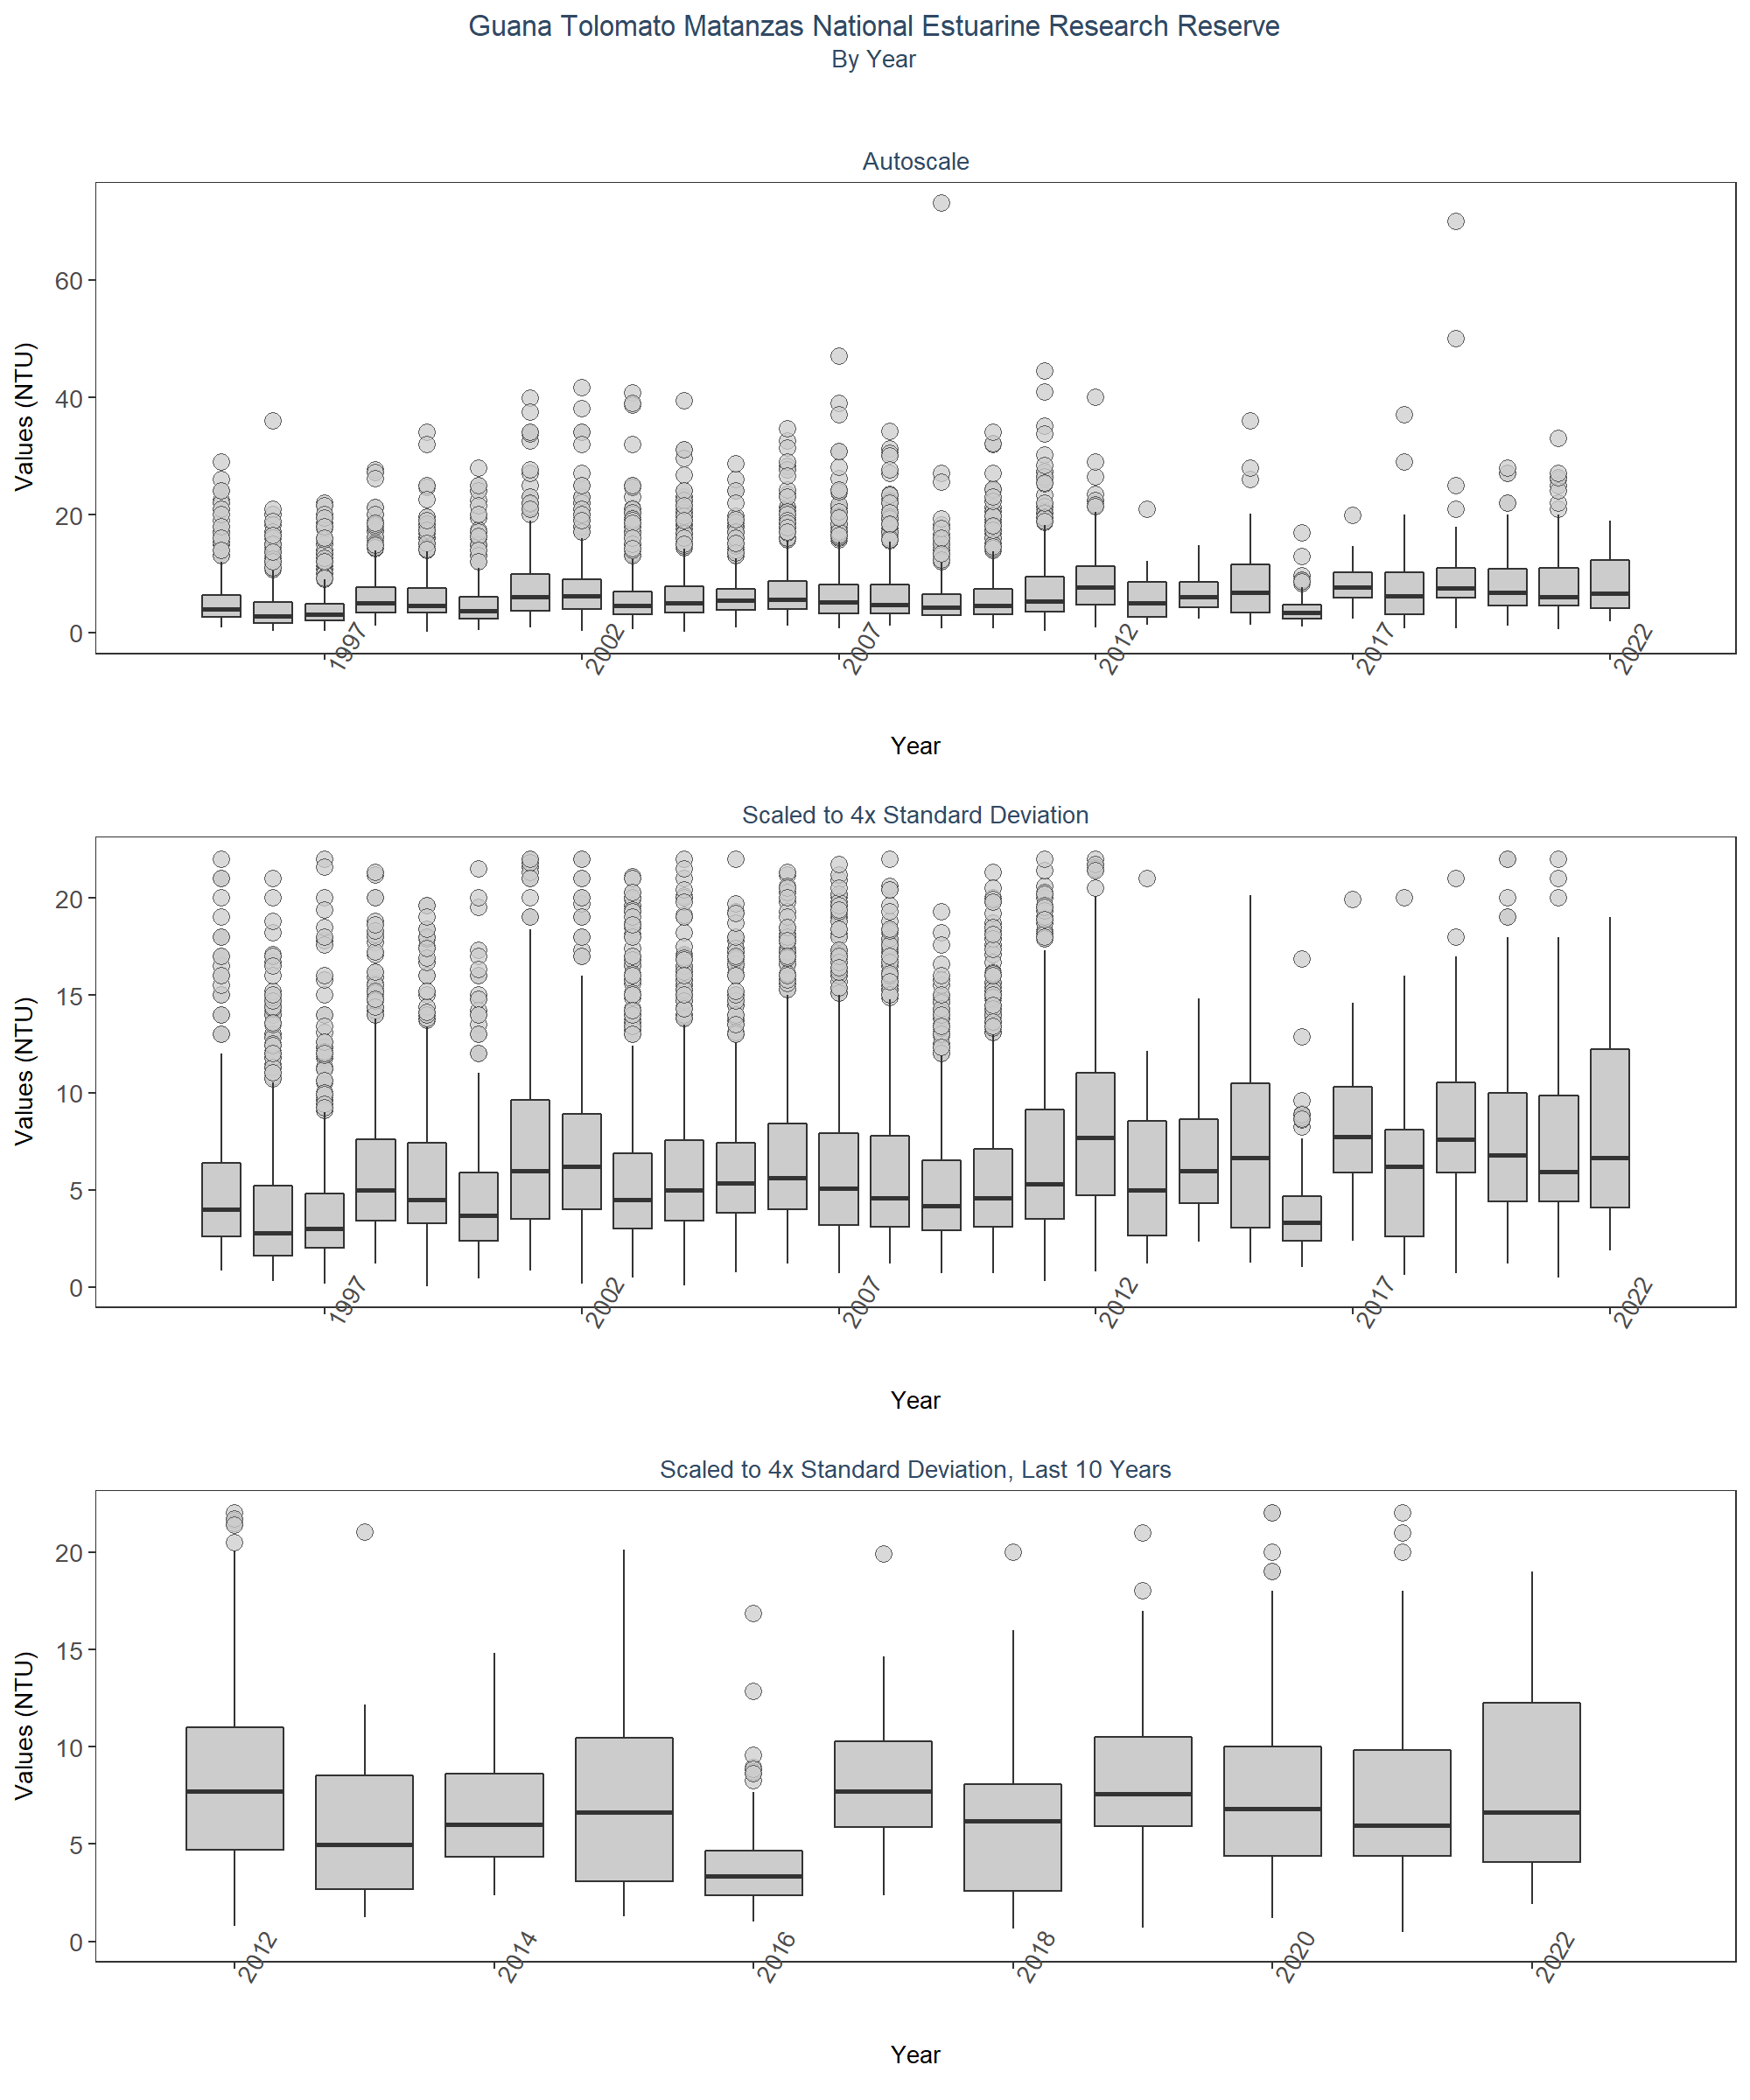 Guana Tolomato Matanzas National Estuarine Research Reserve
By Year
Autoscale
Values (NTU)
60
40
20
0
1997
2002
2007
2012
2017
2022
Year
Scaled to 4x Standard Deviation
Values (NTU)
20
15
10
5
0
1997
2002
2007
2012
2017
2022
Year
Scaled to 4x Standard Deviation, Last 10 Years
Values (NTU)
20
15
10
5
0
2012
2014
2016
2018
2020
2022
Year